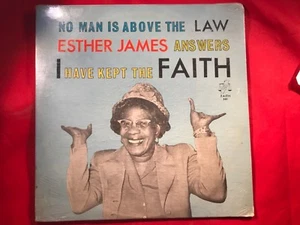 NO MAN IS ABOVE THE LAW
ESTHER JAMES ANSWERS
I HAVE KEPT THE FAITH